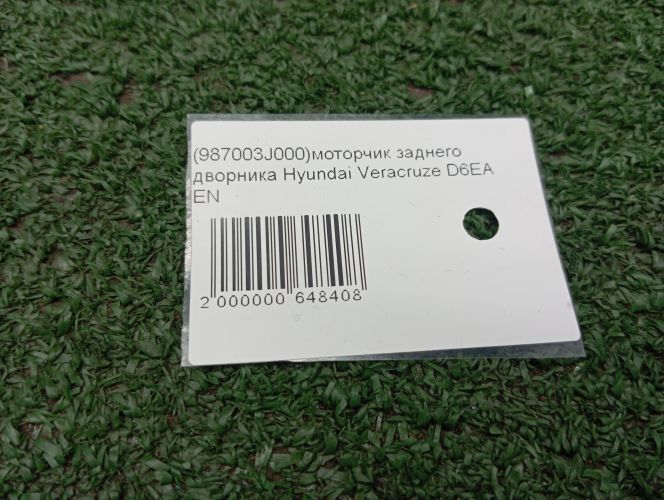 (987003J000)моторчик заднего
дворника Hyundai Veracruze D6EA
EN
2 000000 648408